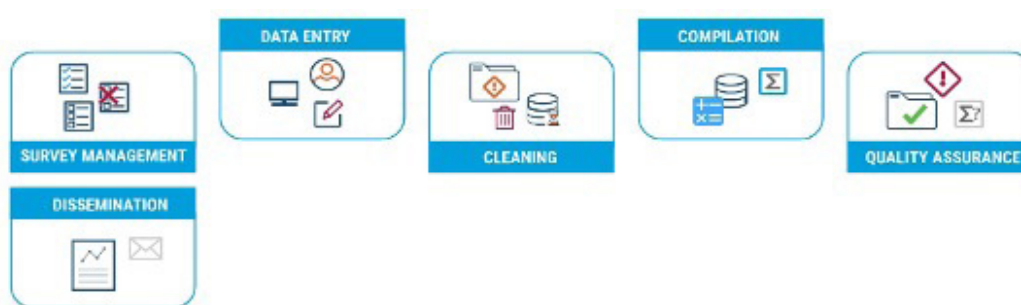 DATA ENTRY
COMPILATION
SURVEY MANAGEMENT
CLEANING
QUALITY ASSURANCE
DISSEMINATION
Σ
Σ?